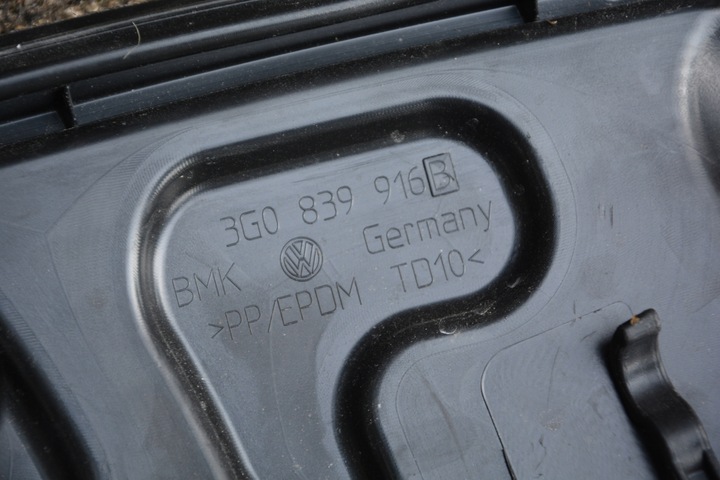 3G0 839 916 B
BMK Germany
>PP/EPDM TD10<